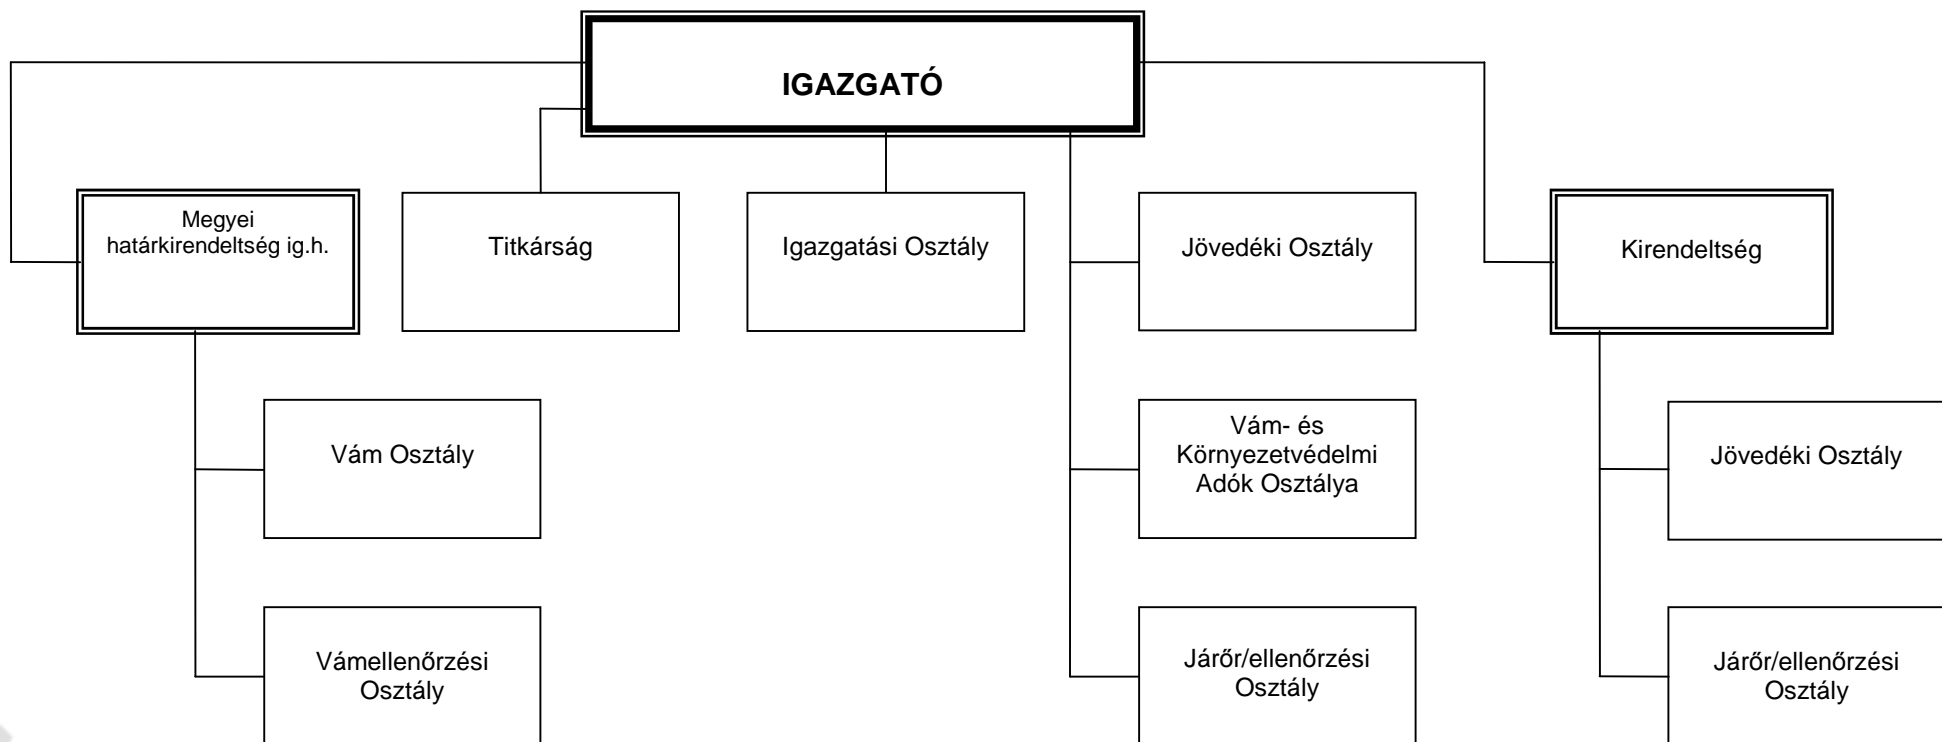 IGAZGATÓ
Megyei
határkirendeltség ig.h.
Titkárság
Igazgatási Osztály
Jövedéki Osztály
Kirendeltség
Vám Osztály
Vám- és
Környezetvédelmi
Adók Osztálya
Jövedéki Osztály
Vámellenőrzési
Osztály
Járőr/ellenőrzési
Osztály
Járőr/ellenőrzési
Osztály